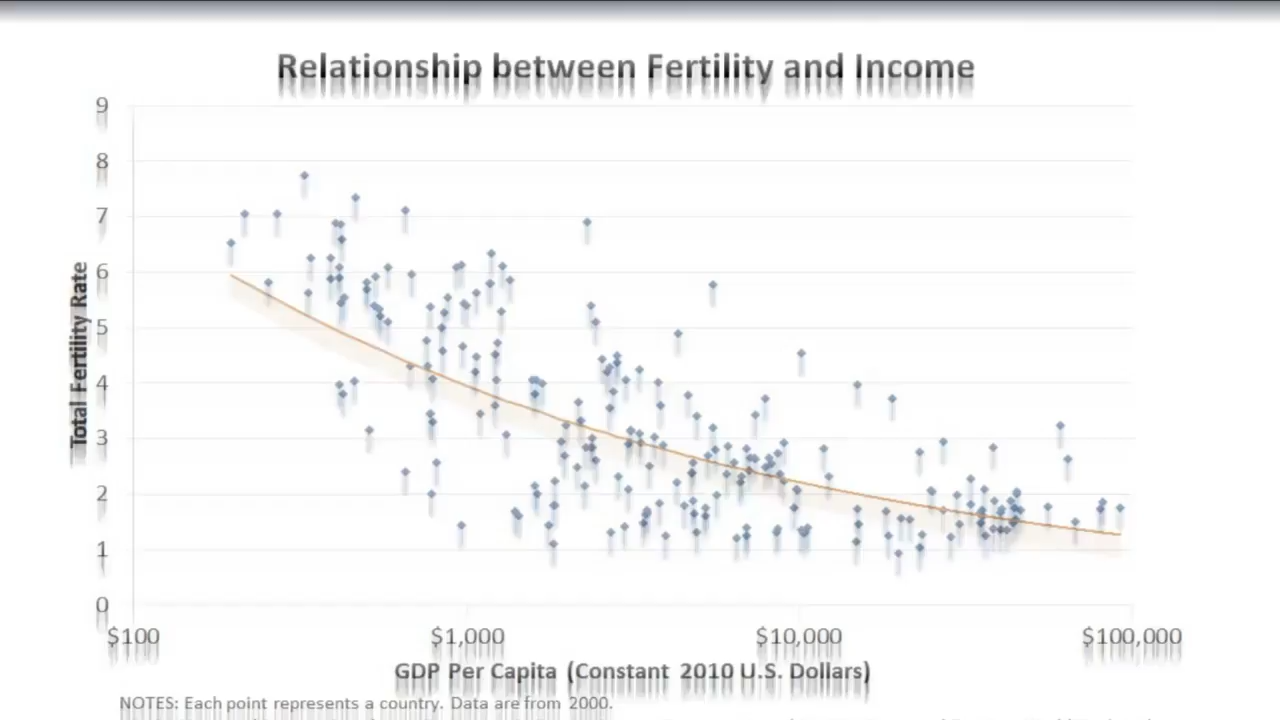 Relationship between Fertility and Income
9
8
7
6
5
4
3
2
1
0
Total Fertility Rate
$100 $1,000 $10,000 $100,000
GDP Per Capita (Constant 2010 U.S. Dollars)
NOTES: Each point represents a country. Data are from 2000.